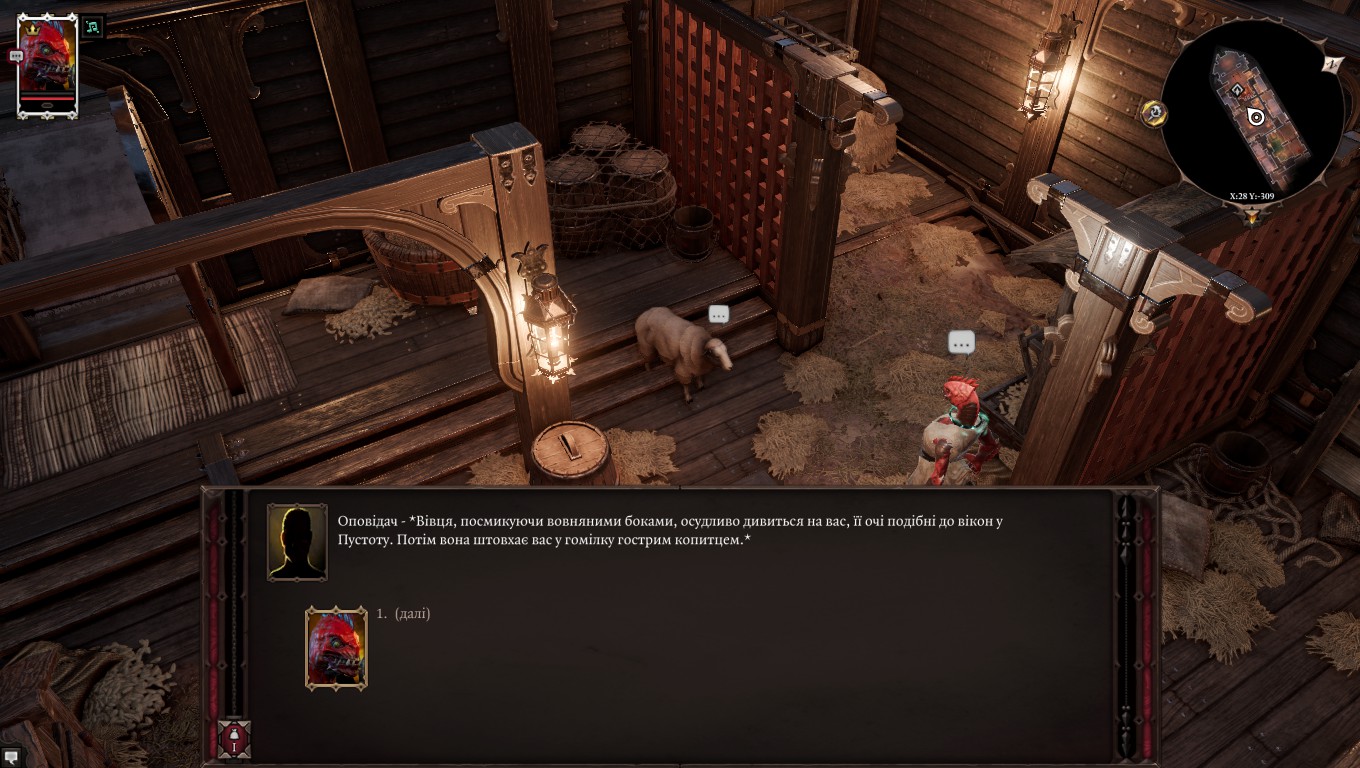 X:28 Y:-309
Оповідач - *Вівця, посмикуючи вовняними боками, осудливо дивиться на вас, її очі подібні до вікон у
Пустоту. Потім вона штовхає вас у гомілку гострим копитцем.*
1. (далі)
I